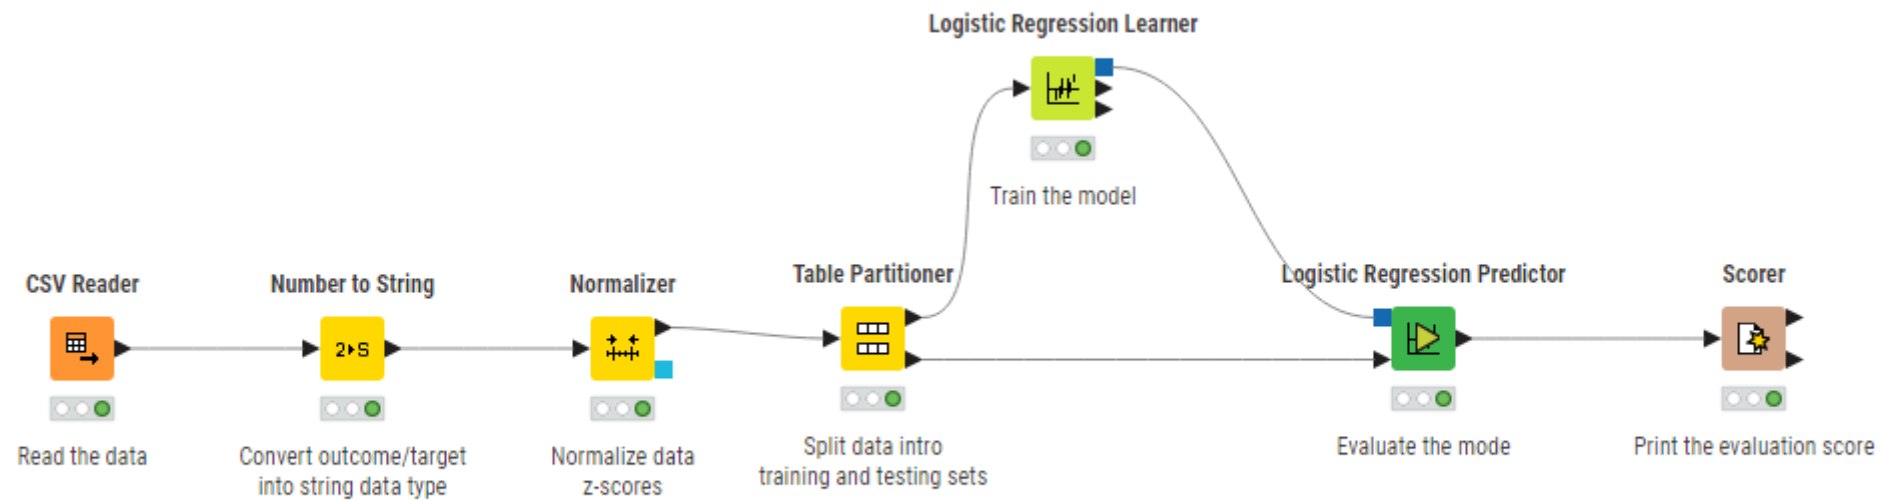 Logistic Regression Learner
Train the model
CSV Reader
Read the data
Number to String
2▸S
Convert outcome/target
into string data type
Normalizer
Normalize data
z-scores
Table Partitioner
Split data intro
training and testing sets
Logistic Regression Predictor
Evaluate the mode
Scorer
Print the evaluation score